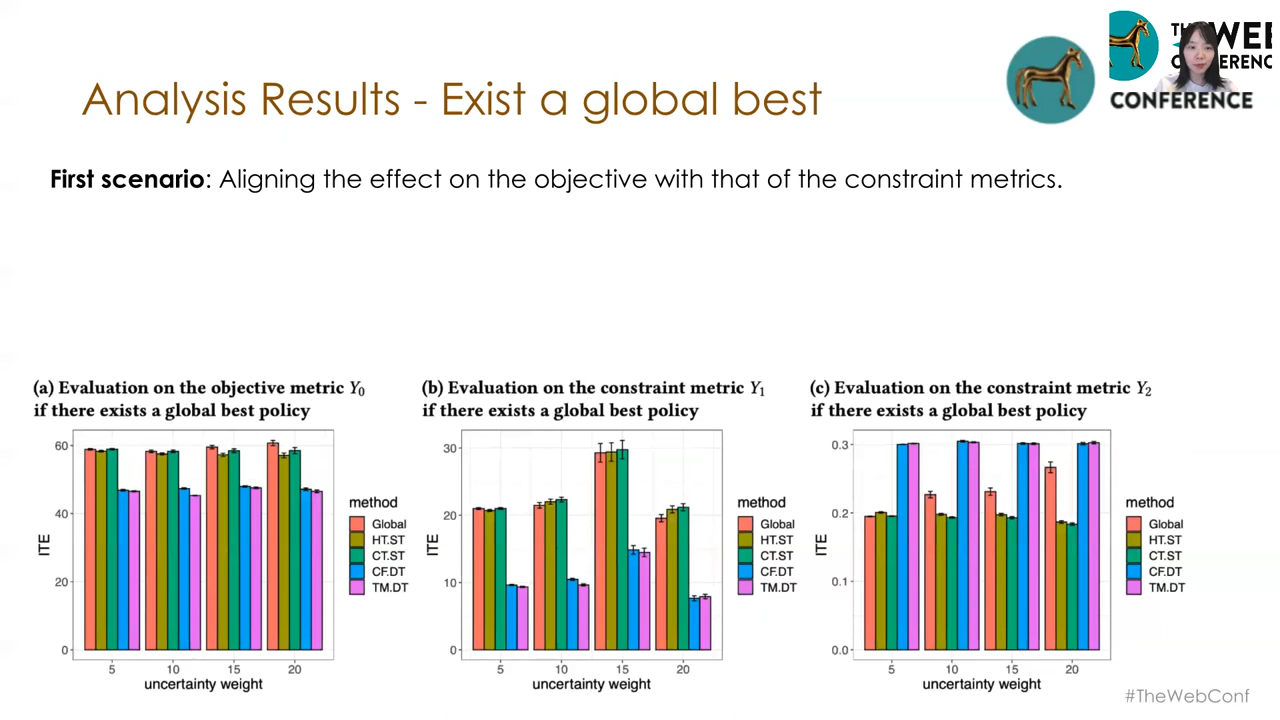 THE WEB
CONFERENCE
CONFERENCE
Analysis Results - Exist a global best
First scenario: Aligning the effect on the objective with that of the constraint metrics.
(a) Evaluation on the objective metric Y₀
if there exists a global best policy
60
40
20
0
ITE
5 10 15 20
uncertainty weight
method
Global
HT.ST
CT.ST
CF.DT
TM.DT
(b) Evaluation on the constraint metric Y₁
if there exists a global best policy
30
20
10
0
ITE
5 10 15 20
uncertainty weight
method
Global
HT.ST
CT.ST
CF.DT
TM.DT
(c) Evaluation on the constraint metric Y₂
if there exists a global best policy
0.3
0.2
0.1
0.0
ITE
5 10 15 20
uncertainty weight
method
Global
HT.ST
CT.ST
CF.DT
TM.DT
#TheWebConf